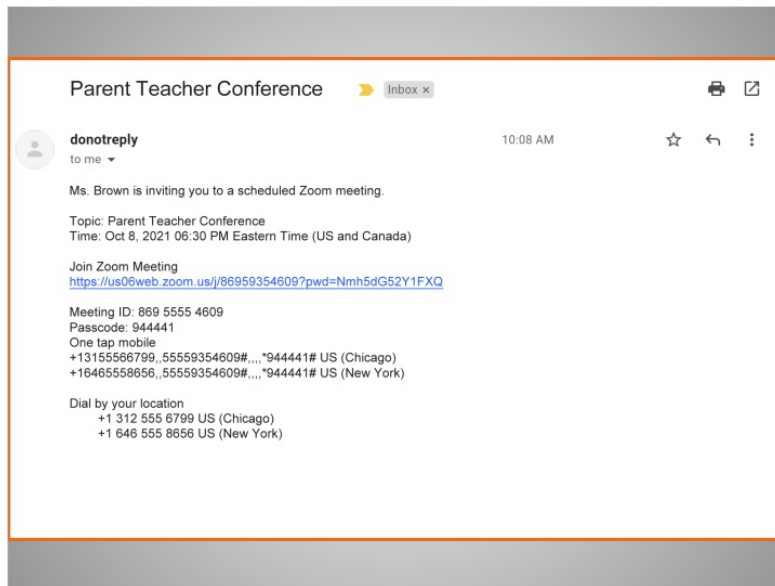 Parent Teacher Conference
Inbox ×
donotreply
10:08 AM
to me
Ms. Brown is inviting you to a scheduled Zoom meeting.
Topic: Parent Teacher Conference
Time: Oct 8, 2021 06:30 PM Eastern Time (US and Canada)
Join Zoom Meeting
https://us06web.zoom.us/j/86959354609?pwd=Nmh5dG52Y1FXQ
Meeting ID: 869 5555 4609
Passcode: 944441
One tap mobile
+13155566799,,55559354609#,,,,*944441# US (Chicago)
+16465558656,,55559354609#,,,,*944441# US (New York)
Dial by your location
+1 312 555 6799 US (Chicago)
+1 646 555 8656 US (New York)